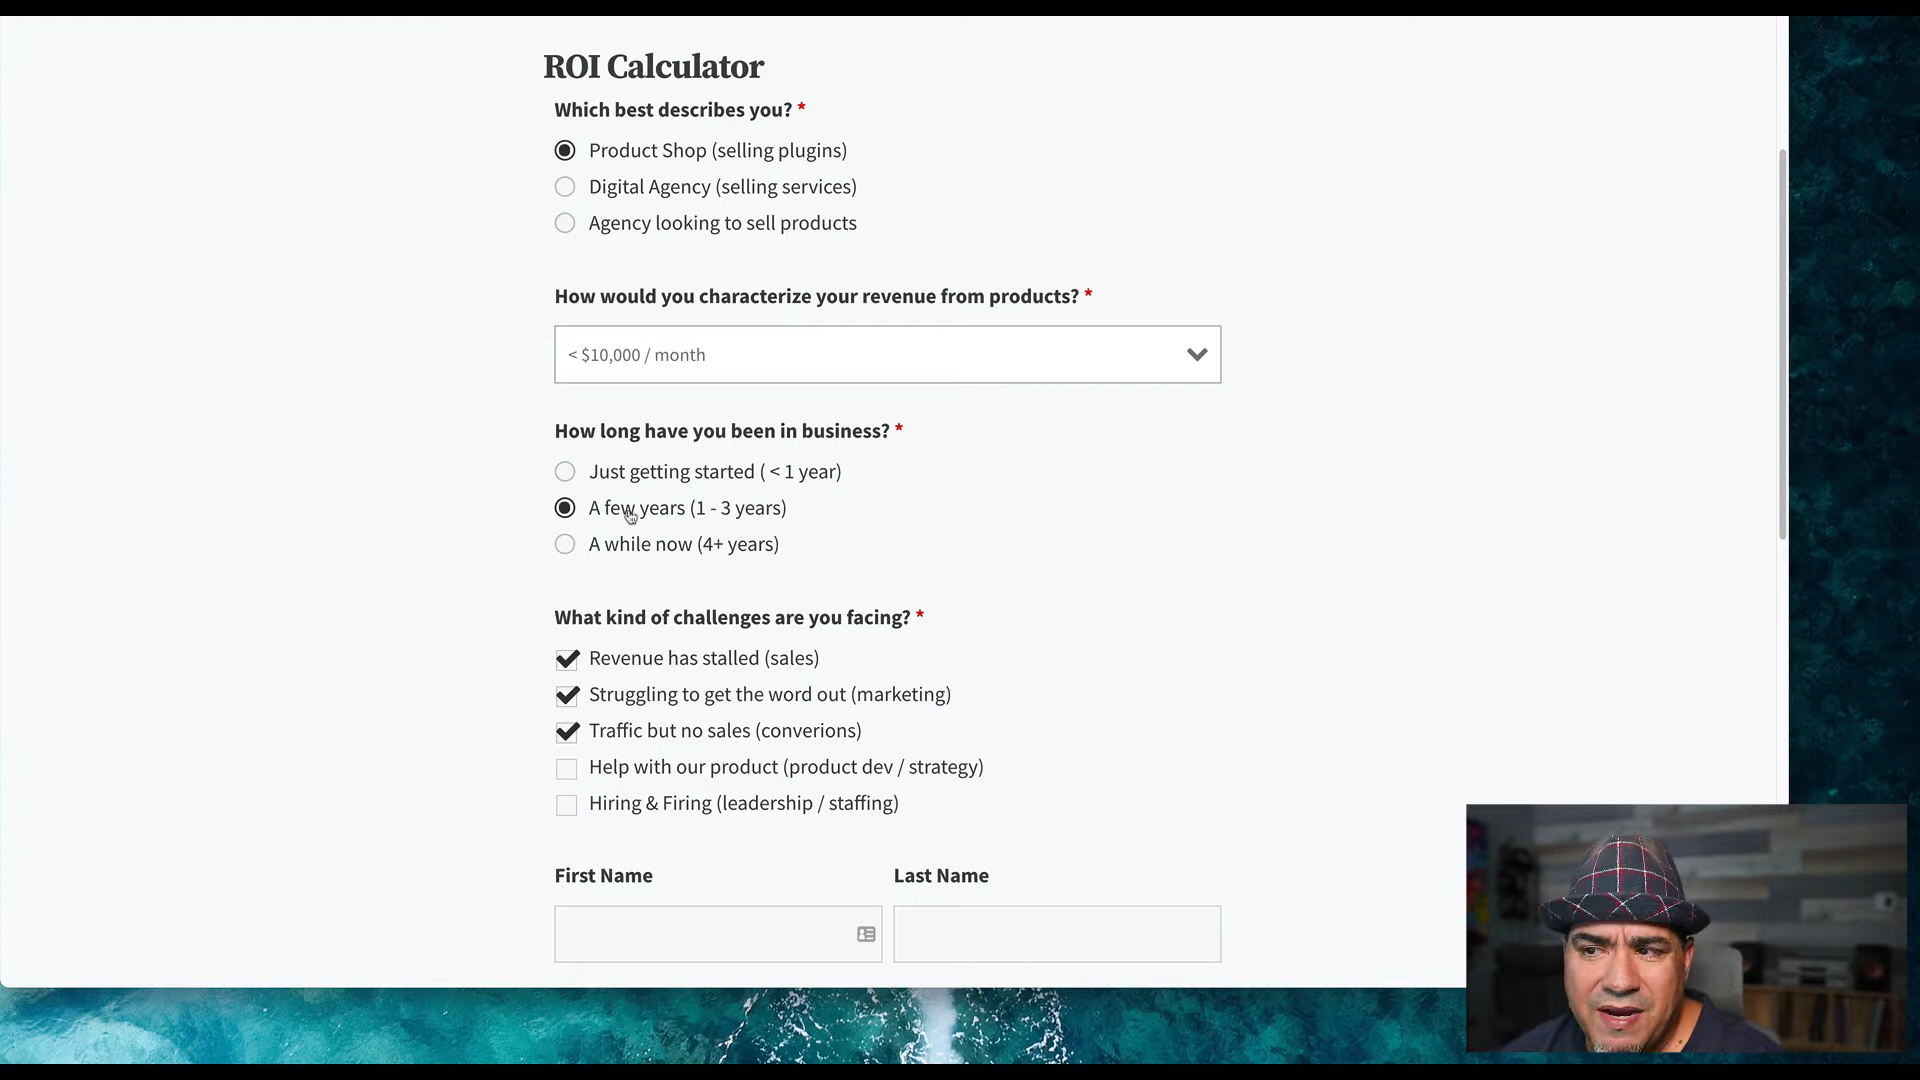 ROI Calculator
Which best describes you? *
Product Shop (selling plugins)
Digital Agency (selling services)
Agency looking to sell products
How would you characterize your revenue from products? *
< $10,000 / month
How long have you been in business? *
Just getting started ( < 1 year)
A few years (1 - 3 years)
A while now (4+ years)
What kind of challenges are you facing? *
Revenue has stalled (sales)
Struggling to get the word out (marketing)
Traffic but no sales (converions)
Help with our product (product dev / strategy)
Hiring & Firing (leadership / staffing)
First Name
Last Name